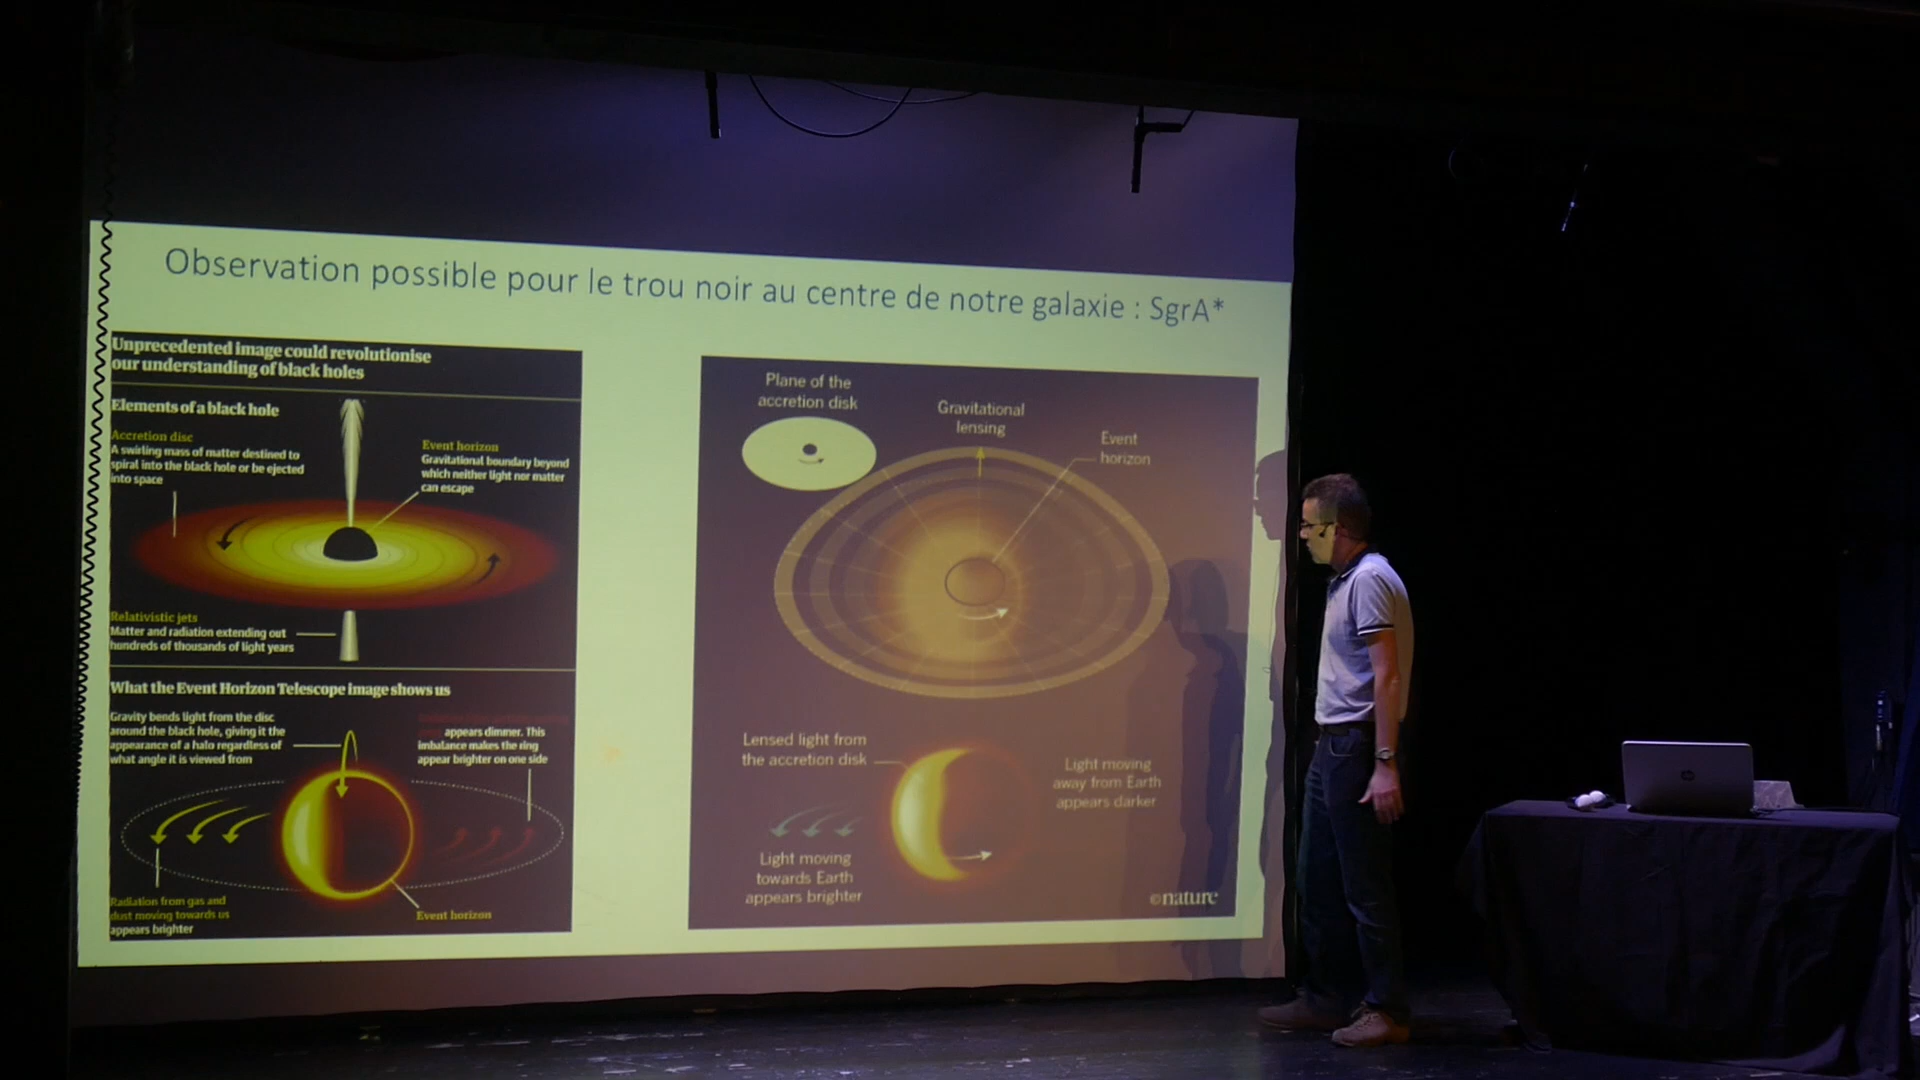 Observation possible pour le trou noir au centre de notre galaxie : SgrA*
Unprecedented image could revolutionise
our understanding of black holes
Elements of a black hole
Accretion disc
A swirling mass of matter destined to
spiral into the black hole or be ejected
into space
Event horizon
Gravitational boundary beyond
which neither light nor matter
can escape
Relativistic jets
Matter and radiation extending out
hundreds of thousands of light years
What the Event Horizon Telescope image shows us
Gravity bends light from the disc
around the black hole, giving it the
appearance of a halo regardless of
what angle it is viewed from
appears dimmer. This
imbalance makes the ring
appear brighter on one side
Radiation from gas and
dust moving towards us
appears brighter
Event horizon
Plane of the
accretion disk
Gravitational
lensing
Event
horizon
Lensed light from
the accretion disk
Light moving
away from Earth
appears darker
Light moving
towards Earth
appears brighter
©nature
hp